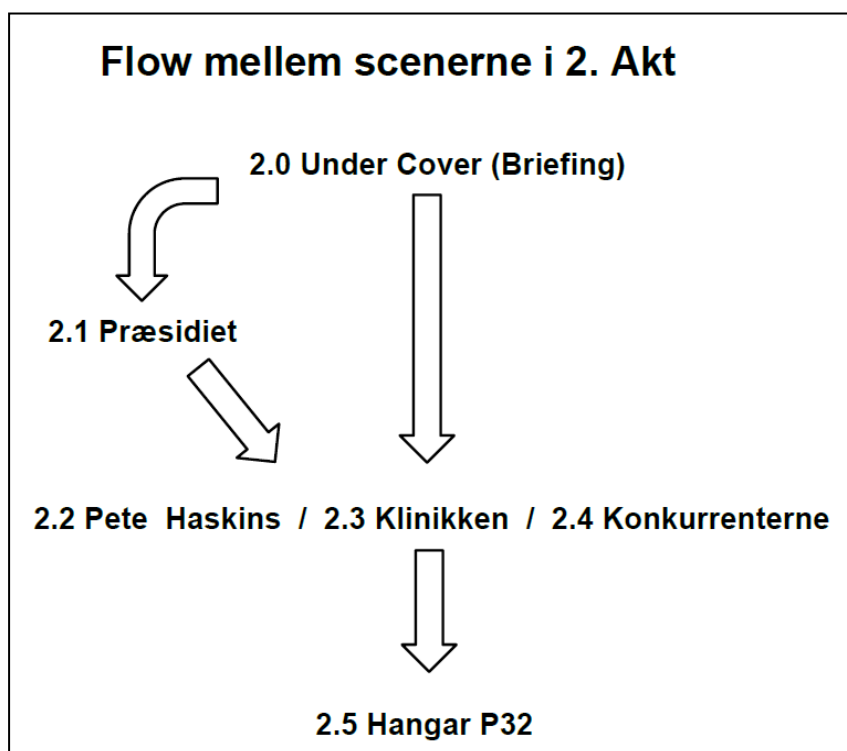 Flow mellem scenerne i 2. Akt
2.0 Under Cover (Briefing)
2.1 Præsidiet
2.2 Pete Haskins / 2.3 Klinikken / 2.4 Konkurrenterne
2.5 Hangar P32